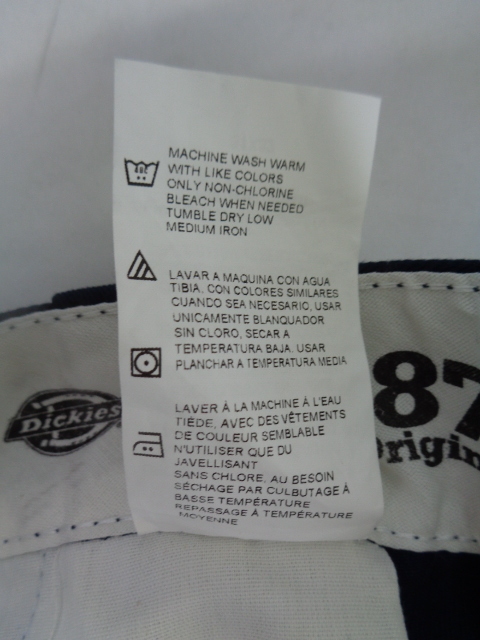 MACHINE WASH WARM
WITH LIKE COLORS
ONLY NON-CHLORINE
BLEACH WHEN NEEDED
TUMBLE DRY LOW
MEDIUM IRON
LAVAR A MAQUINA CON AGUA
TIBIA. CON COLORES SIMILARES
CUANDO SEA NECESARIO, USAR
UNICAMENTE BLANQUADOR
SIN CLORO, SECAR A
TEMPERATURA BAJA. USAR
PLANCHAR A TEMPERATURA MEDIA
LAVER À LA MACHINE À L'EAU
TIÈDE, AVEC DES VÊTEMENTS
DE COULEUR SEMBLABLE
N'UTILISER QUE DU
JAVELLISANT
SANS CHLORE, AU BESOIN
SÉCHAGE PAR CULBUTAGE À
BASSE TEMPÉRATURE
REPASSAGE À TEMPÉRATURE
MOYENNE
Dickies
87
Origin